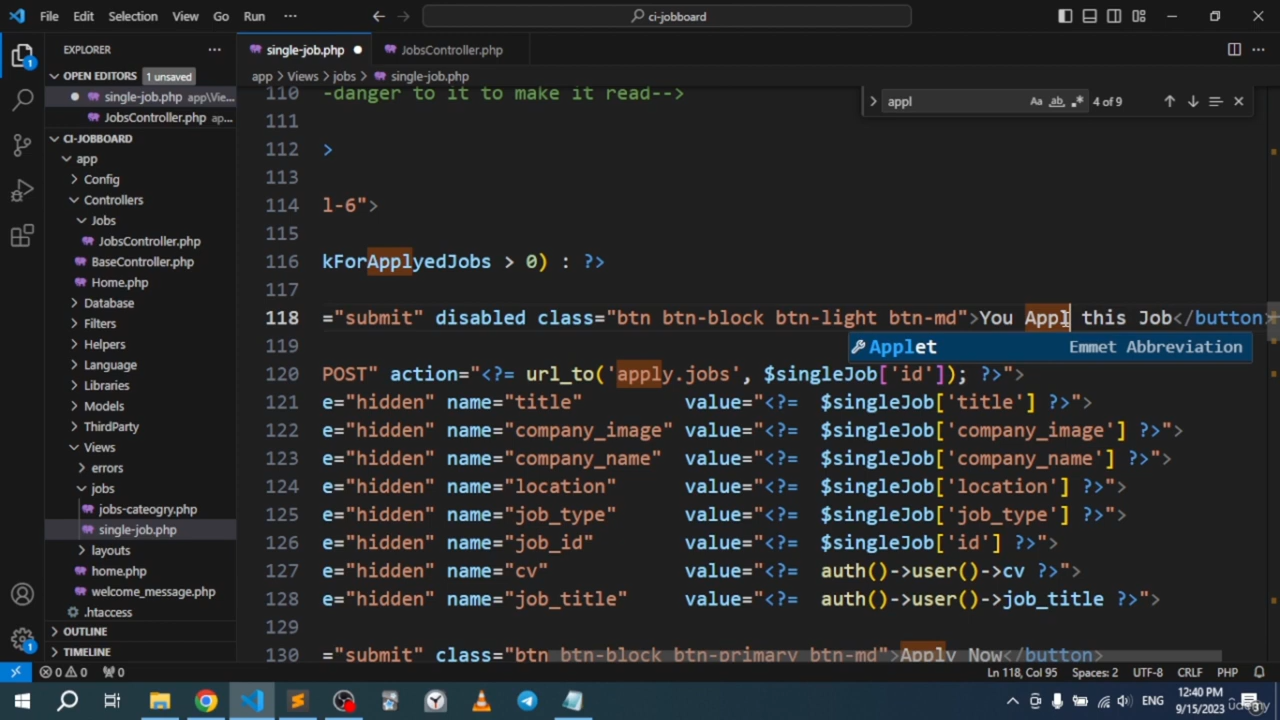 File Edit Selection View Go Run ··· ci-jobboard
EXPLORER ···
single-job.php ● JobsController.php
OPEN EDITORS 1 unsaved
app > Views > jobs > single-job.php
● single-job.php app\Vie...
JobsController.php ap...
CI-JOBBOARD
app
Config
Controllers
Jobs
JobsController.php
BaseController.php
Home.php
Database
Filters
Helpers
Language
Libraries
Models
ThirdParty
Views
errors
jobs
jobs-cateogry.php
single-job.php
layouts
home.php
welcome_message.php
.htaccess
OUTLINE
TIMELINE
appl Aa ab .* 4 of 9
110 -danger to it to make it read-->
111
112 >
113
114 l-6">
115
116 kForApplyedJobs > 0) : ?>
117
118 ="submit" disabled class="btn btn-block btn-light btn-md">You Appl this Job</button>
119
Applet Emmet Abbreviation
120 POST" action="<?= url_to('apply.jobs', $singleJob['id']); ?>">
121 e="hidden" name="title" value="<?= $singleJob['title'] ?>">
122 e="hidden" name="company_image" value="<?= $singleJob['company_image'] ?>">
123 e="hidden" name="company_name" value="<?= $singleJob['company_name'] ?>">
124 e="hidden" name="location" value="<?= $singleJob['location'] ?>">
125 e="hidden" name="job_type" value="<?= $singleJob['job_type'] ?>">
126 e="hidden" name="job_id" value="<?= $singleJob['id'] ?>">
127 e="hidden" name="cv" value="<?= auth()->user()->cv ?>">
128 e="hidden" name="job_title" value="<?= auth()->user()->job_title ?>">
129
130 ="submit" class="btn btn-block btn-primary btn-md">Apply Now</button>
0 0 0 Ln 118, Col 95 Spaces: 2 UTF-8 CRLF PHP
ENG 12:40 PM
9/15/2023
udemy